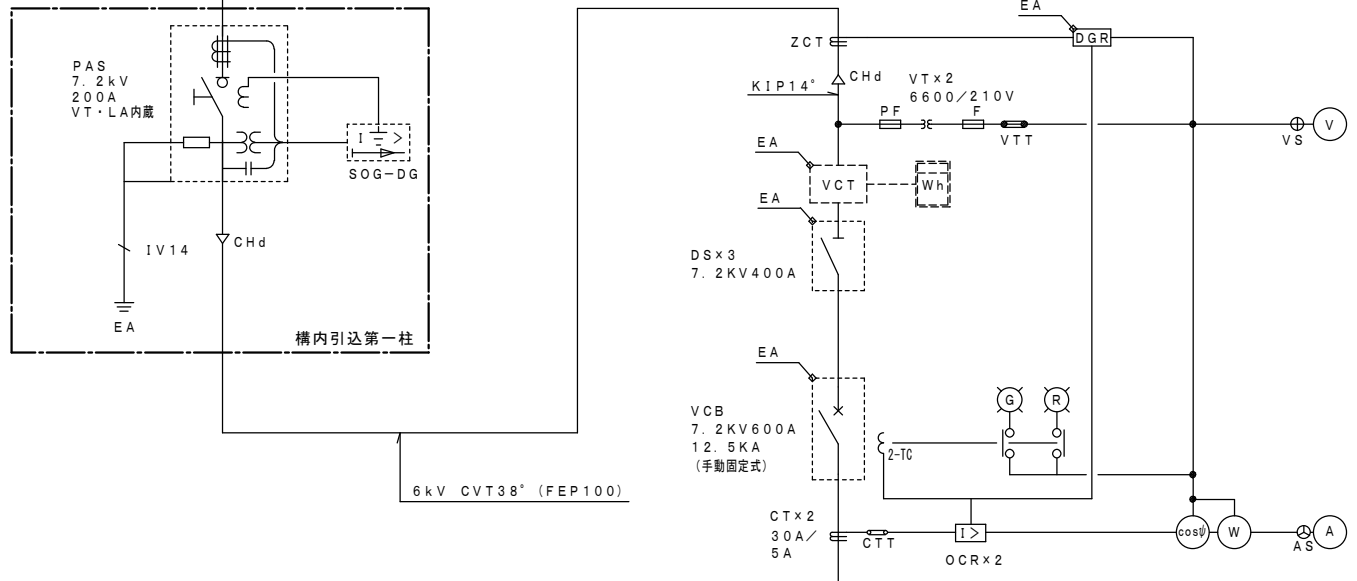 PAS
7.2kV
200A
VT・LA内蔵
I
>
SOG-DG
CHd
IV14
EA
構内引込第一柱
6kV CVT38° (FEP100)
EA
DGR
ZCT
CHd
KIP14°
VT×2
6600/210V
PF
F
VTT
VS
V
EA
VCT
Wh
EA
DS×3
7.2KV400A
EA
VCB
7.2KV600A
12.5KA
(手動固定式)
G
R
2-TC
CT×2
30A/
5A
CTT
I>
OCR×2
cosψ
W
AS
A